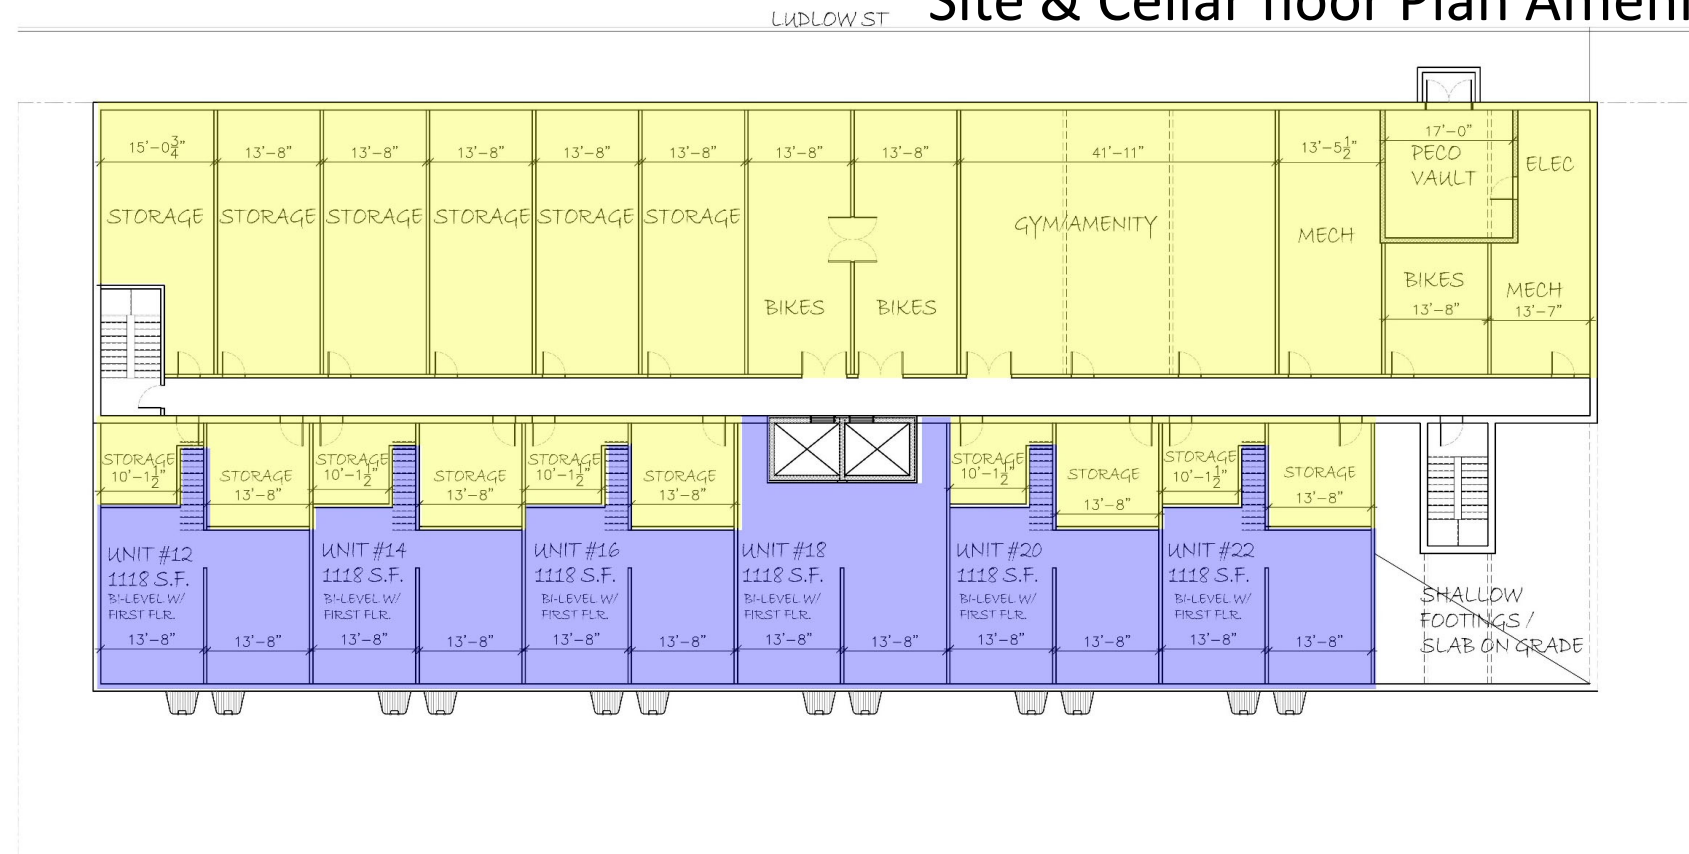 LUDLOW ST
Site & Cellar floor Plan Ameni
15'-0¾"
13'-8"
13'-8"
13'-8"
13'-8"
13'-8"
13'-8"
13'-8"
41'-11"
13'-5½"
17'-0"
PECO
VAULT
ELEC
STORAGE
STORAGE
STORAGE
STORAGE
STORAGE
STORAGE
GYM/AMENITY
MECH
BIKES
BIKES
BIKES
13'-8"
MECH
13'-7"
STORAGE
10'-1½"
STORAGE
13'-8"
STORAGE
10'-1½"
STORAGE
13'-8"
STORAGE
10'-1½"
STORAGE
13'-8"
STORAGE
10'-1½"
STORAGE
13'-8"
STORAGE
10'-1½"
STORAGE
13'-8"
UNIT #12
1118 S.F.
BI-LEVEL W/
FIRST FLR.
13'-8"
13'-8"
UNIT #14
1118 S.F.
BI-LEVEL W/
FIRST FLR.
13'-8"
13'-8"
UNIT #16
1118 S.F.
BI-LEVEL W/
FIRST FLR.
13'-8"
13'-8"
UNIT #18
1118 S.F.
BI-LEVEL W/
FIRST FLR.
13'-8"
13'-8"
UNIT #20
1118 S.F.
BI-LEVEL W/
FIRST FLR.
13'-8"
13'-8"
UNIT #22
1118 S.F.
BI-LEVEL W/
FIRST FLR.
13'-8"
13'-8"
SHALLOW
FOOTINGS /
SLAB ON GRADE